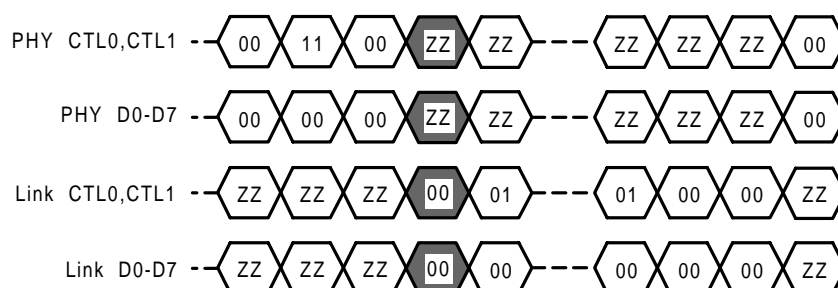 PHY CTL0,CTL1 00 11 00 ZZ ZZ ZZ ZZ ZZ 00
PHY D0-D7 00 00 00 ZZ ZZ ZZ ZZ ZZ 00
Link CTL0,CTL1 ZZ ZZ ZZ 00 01 01 00 00 ZZ
Link D0-D7 ZZ ZZ ZZ 00 00 00 00 00 ZZ